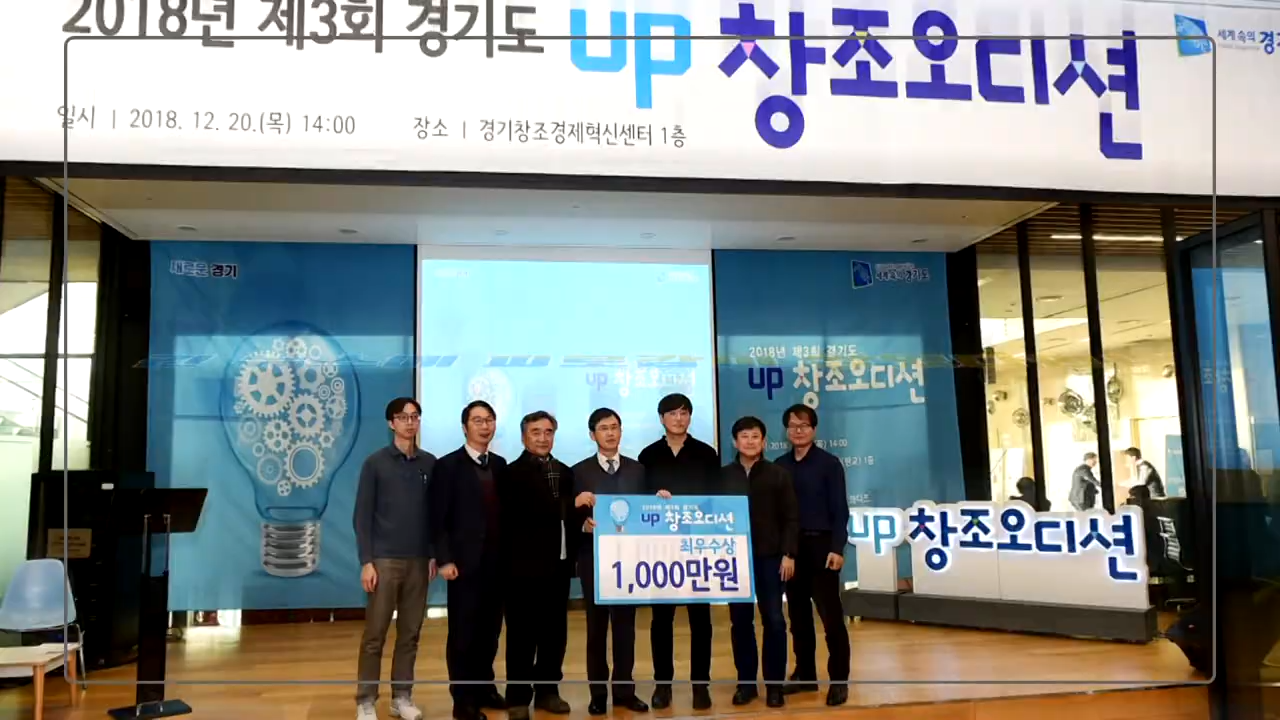 2018년 제3회 경기도 up 창조오디션
세계 속의 경기
일시 | 2018. 12. 20.(목) 14:00 장소 | 경기창조경제혁신센터 1층
새로운 경기
세계속의 경기도
2018년 제3회 경기도
up 창조오디션
up 창조오디션
2018년 제3회 경기도
up 창조오디션
최우수상
1,000만원
up 창조오디션